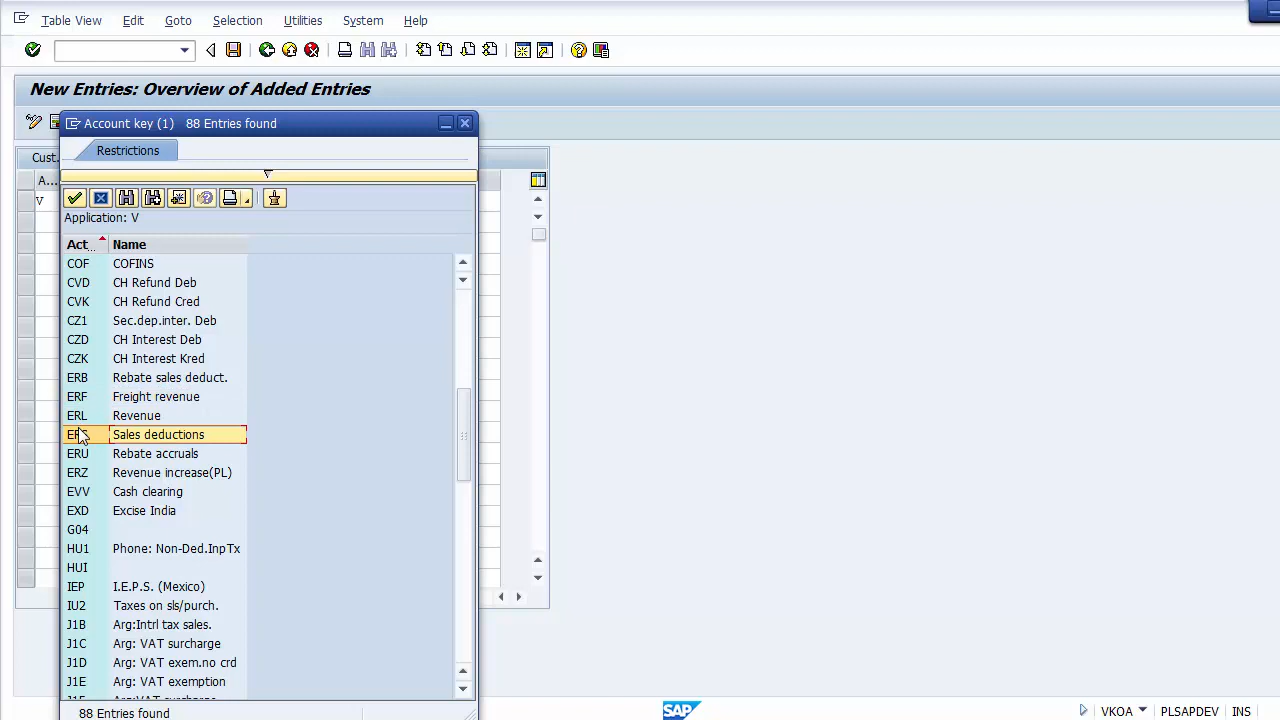 Table View Edit Goto Selection Utilities System Help
New Entries: Overview of Added Entries
Account key (1) 88 Entries found
Restrictions
Cust.
A...
V
Application: V
Act.. Name
COF COFINS
CVD CH Refund Deb
CVK CH Refund Cred
CZ1 Sec.dep.inter. Deb
CZD CH Interest Deb
CZK CH Interest Kred
ERB Rebate sales deduct.
ERF Freight revenue
ERL Revenue
Sales deductions
ERU Rebate accruals
ERZ Revenue increase(PL)
EVV Cash clearing
EXD Excise India
G04
HU1 Phone: Non-Ded.InpTx
HUI
IEP I.E.P.S. (Mexico)
IU2 Taxes on sls/purch.
J1B Arg:Intrl tax sales.
J1C Arg: VAT surcharge
J1D Arg: VAT exem.no crd
J1E Arg: VAT exemption
88 Entries found
SAP
VKOA SAPDEV INS